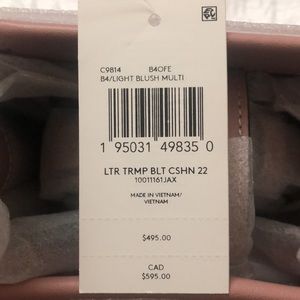 C9814 B4OFE
B4/LIGHT BLUSH MULTI
1 95031 49835 0
LTR TRMP BLT CSHN 22
10011161JAX
MADE IN VIETNAM/
VIETNAM
$495.00
CAD
$595.00